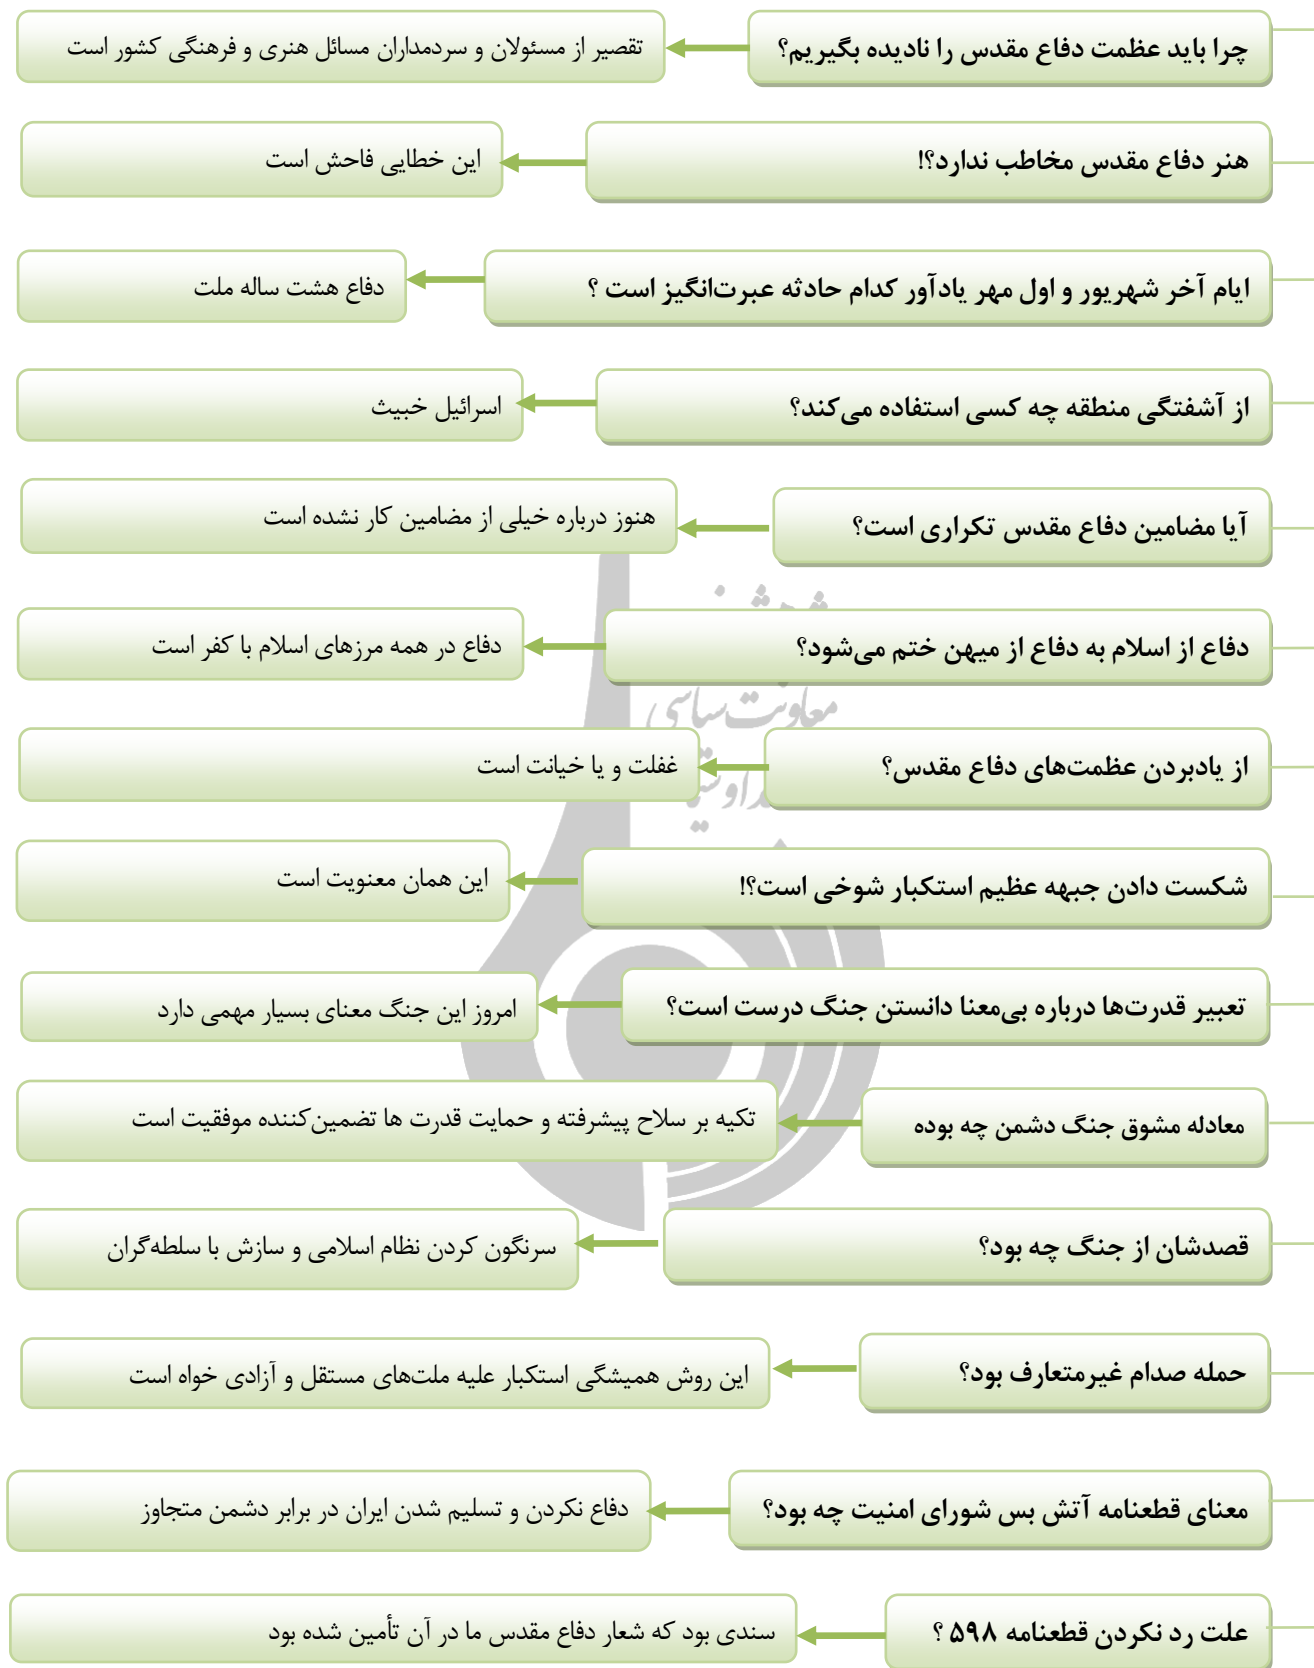 چرا باید عظمت دفاع مقدس را نادیده بگیریم؟
تقصیر از مسئولان و سردمداران مسائل هنری و فرهنگی کشور است
هنر دفاع مقدس مخاطب ندارد؟!
این خطایی فاحش است
ایام آخر شهریور و اول مهر یادآور کدام حادثه عبرت‌انگیز است ؟
دفاع هشت ساله ملت
از آشفتگی منطقه چه کسی استفاده می‌کند؟
اسرائیل خبیث
آیا مضامین دفاع مقدس تکراری است؟
هنوز درباره خیلی از مضامین کار نشده است
دفاع از اسلام به دفاع از میهن ختم می‌شود؟
دفاع در همه مرزهای اسلام با کفر است
معاونت سیاسی
از یادبردن عظمت‌های دفاع مقدس؟
غفلت و یا خیانت است
شکست دادن جبهه عظیم استکبار شوخی است؟!
این همان معنویت است
تعبیر قدرت‌ها درباره بی‌معنا دانستن جنگ درست است؟
امروز این جنگ معنای بسیار مهمی دارد
معادله مشوق جنگ دشمن چه بوده
تکیه بر سلاح پیشرفته و حمایت قدرت ها تضمین‌کننده موفقیت است
قصدشان از جنگ چه بود؟
سرنگون کردن نظام اسلامی و سازش با سلطه‌گران
حمله صدام غیرمتعارف بود؟
این روش همیشگی استکبار علیه ملت‌های مستقل و آزادی خواه است
معنای قطعنامه آتش بس شورای امنیت چه بود؟
دفاع نکردن و تسلیم شدن ایران در برابر دشمن متجاوز
علت رد نکردن قطعنامه ۵۹۸ ؟
سندی بود که شعار دفاع مقدس ما در آن تأمین شده بود